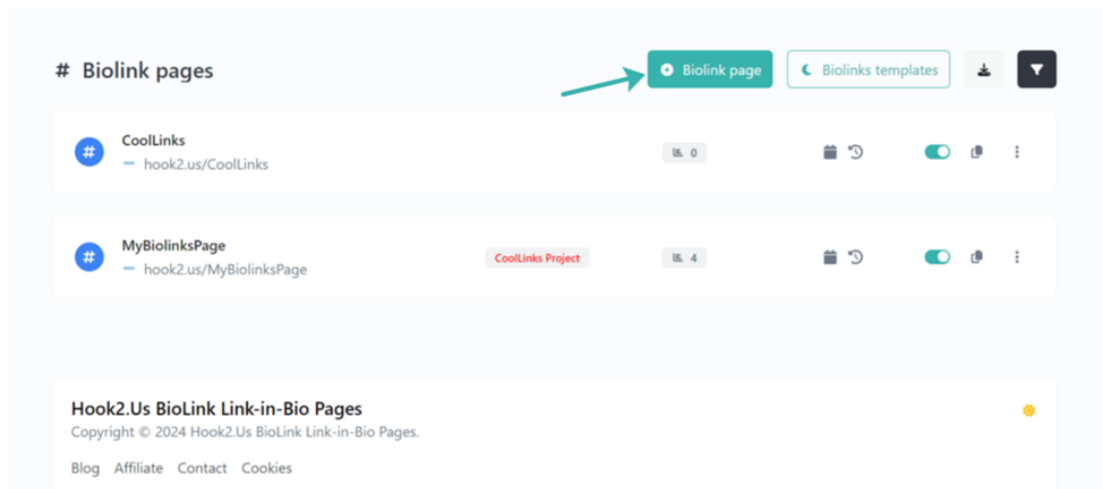 # Biolink pages
Biolink page
Biolinks templates
CoolLinks
hook2.us/CoolLinks
0
MyBiolinksPage
hook2.us/MyBiolinksPage
CoolLinks Project
4
Hook2.Us BioLink Link-in-Bio Pages
Copyright © 2024 Hook2.Us BioLink Link-in-Bio Pages.
Blog Affiliate Contact Cookies